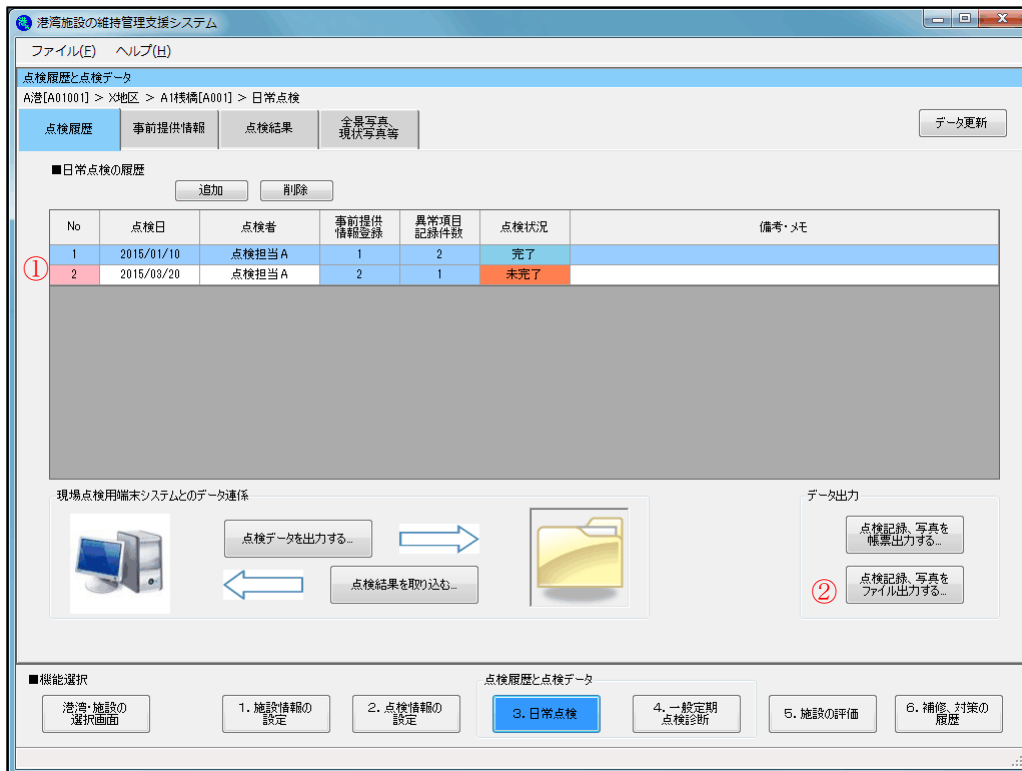 港湾施設の維持管理支援システム
ファイル(F) ヘルプ(H)
点検履歴と点検データ
A港[A01001] > X地区 > A1桟橋[A001] > 日常点検
点検履歴 事前提供情報 点検結果 全景写真、
現状写真等
データ更新
■日常点検の履歴
追加 削除
No 点検日 点検者 事前提供
情報登録 異常項目
記録件数 点検状況 備考・メモ
1 2015/01/10 点検担当A 1 2 完了
①
2 2015/03/20 点検担当A 2 1 未完了
現場点検用端末システムとのデータ連係
点検データを出力する...
点検結果を取り込む...
データ出力
点検記録、写真を
帳票出力する...
②
点検記録、写真を
ファイル出力する...
■機能選択
点検履歴と点検データ
港湾・施設の
選択画面
1. 施設情報の
設定
2. 点検情報の
設定
3. 日常点検
4. 一般定期
点検診断
5. 施設の評価
6. 補修、対策の
履歴